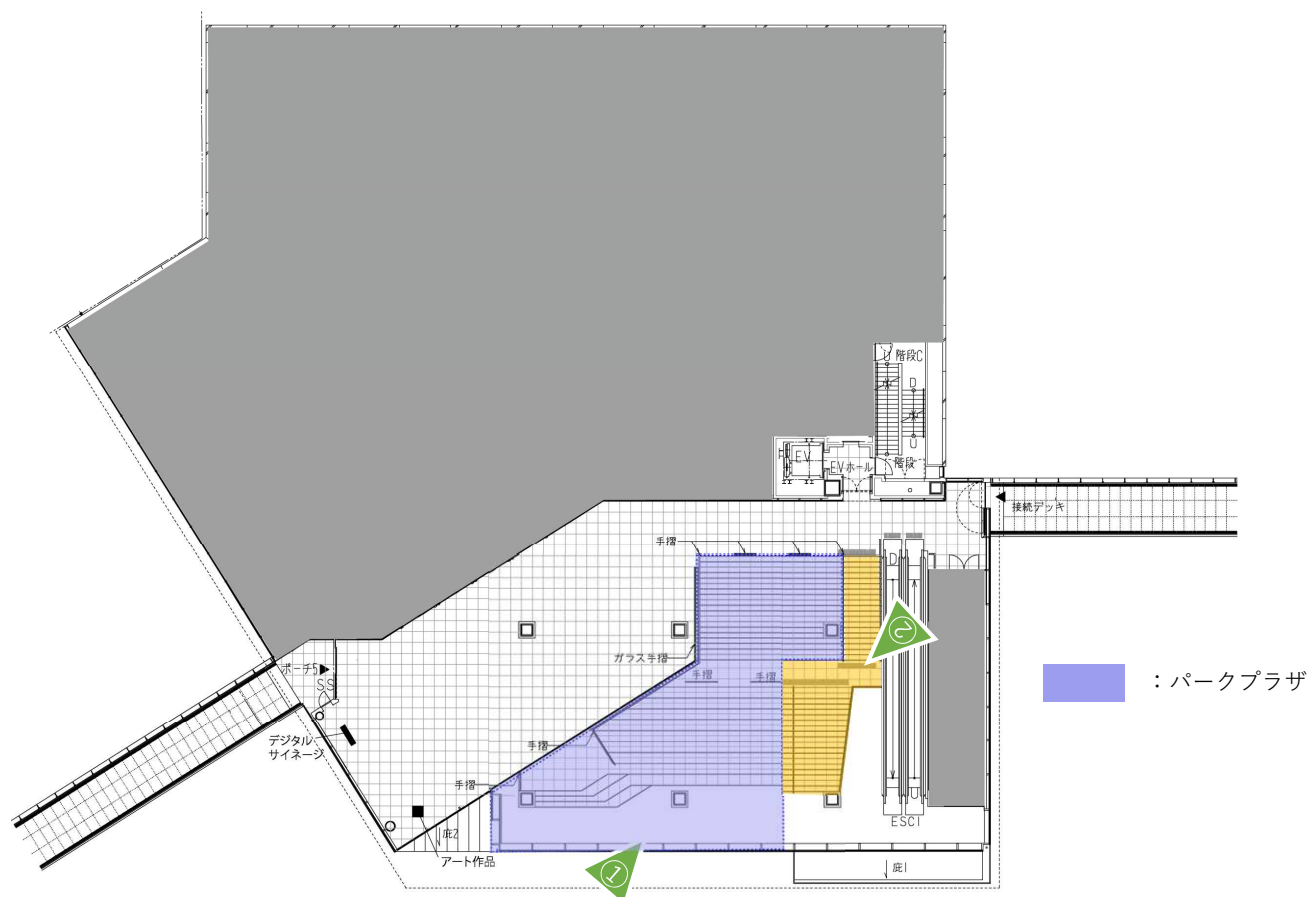 U 階段C
D
U
EV
EVホール
階段
接続デッキ
手摺
D
②
ガラス手摺
ポーチ5
手摺
手摺
：パークプラザ
S.S
デジタル
サイネージ
手摺
手摺
U
ESC1
庇2
アート作品
庇1
①